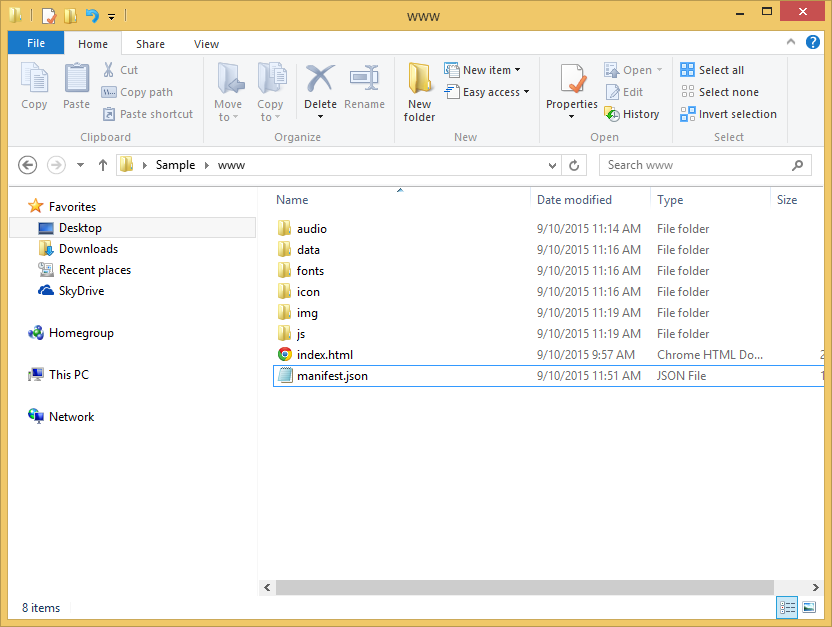 www
File Home Share View
Copy
Paste
Cut
Copy path
Paste shortcut
Clipboard
Move to
Copy to
Delete
Rename
Organize
New folder
New item
Easy access
New
Properties
Open
Edit
History
Open
Select all
Select none
Invert selection
Select
Sample www
Search www
Favorites
Desktop
Downloads
Recent places
SkyDrive
Homegroup
This PC
Network
Name Date modified Type Size
audio 9/10/2015 11:14 AM File folder
data 9/10/2015 11:16 AM File folder
fonts 9/10/2015 11:16 AM File folder
icon 9/10/2015 11:16 AM File folder
img 9/10/2015 11:19 AM File folder
js 9/10/2015 11:19 AM File folder
index.html 9/10/2015 9:57 AM Chrome HTML Do...
manifest.json 9/10/2015 11:51 AM JSON File
8 items